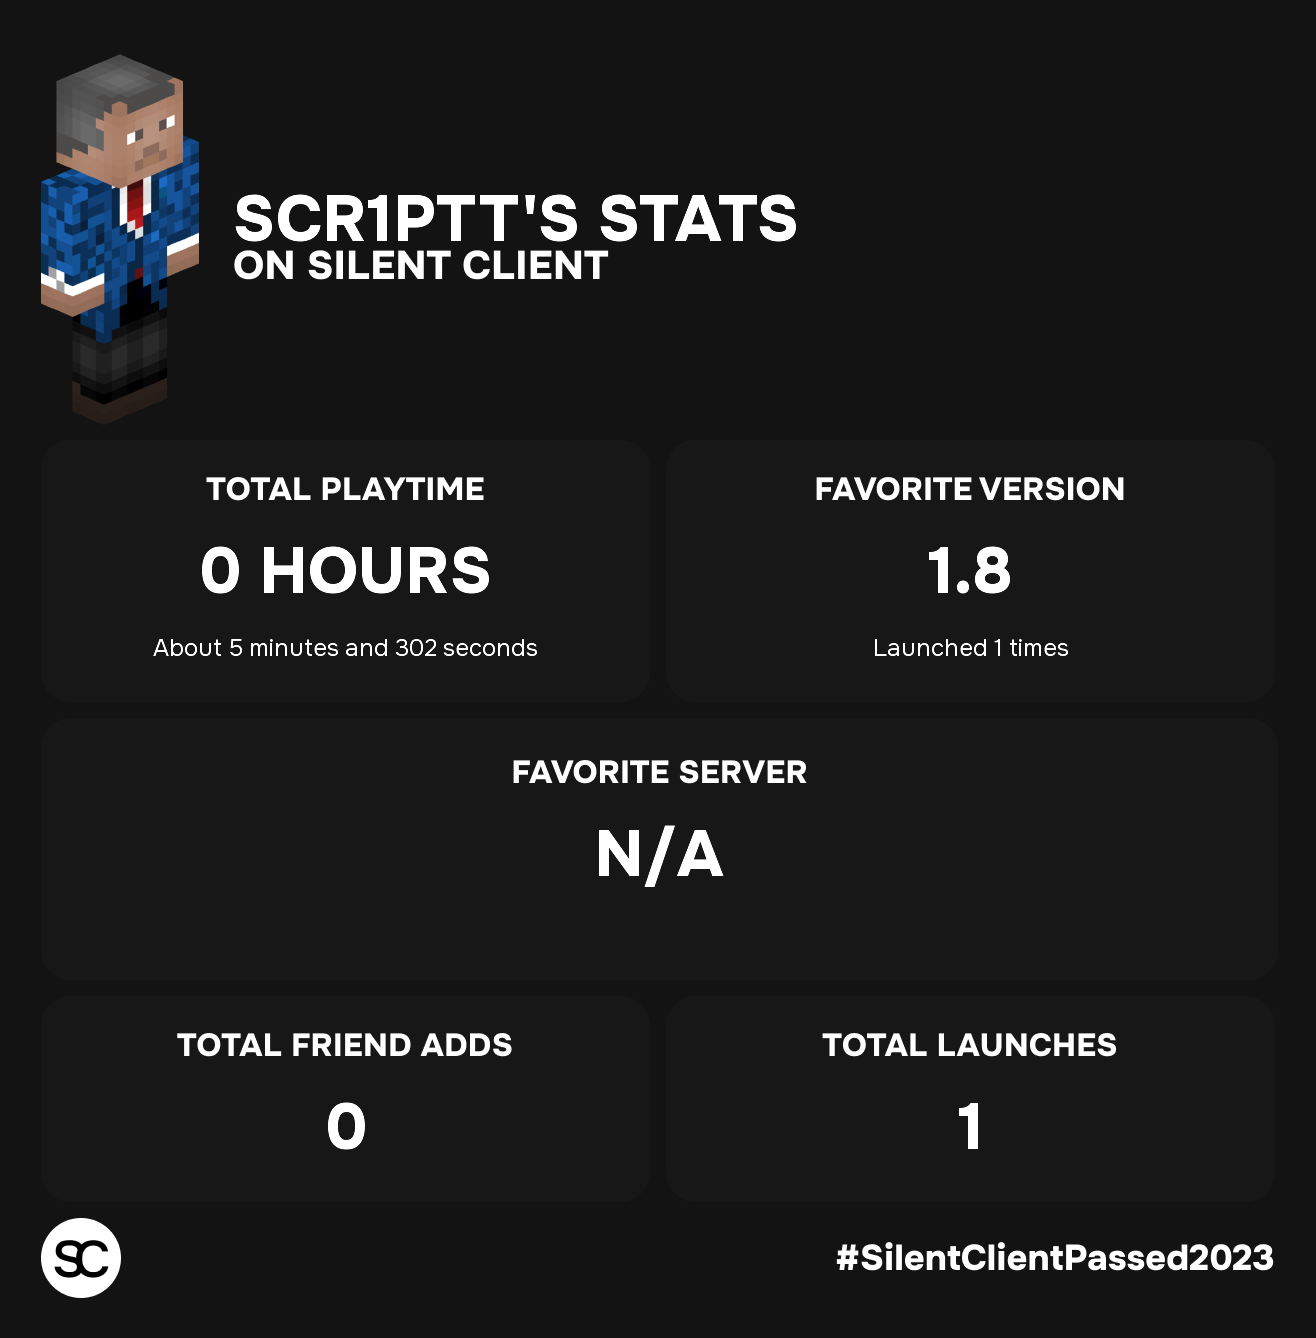 SCR1PTT'S STATS
ON SILENT CLIENT
TOTAL PLAYTIME
0 HOURS
About 5 minutes and 302 seconds
FAVORITE VERSION
1.8
Launched 1 times
FAVORITE SERVER
N/A
TOTAL FRIEND ADDS
0
TOTAL LAUNCHES
1
SC
#SilentClientPassed2023